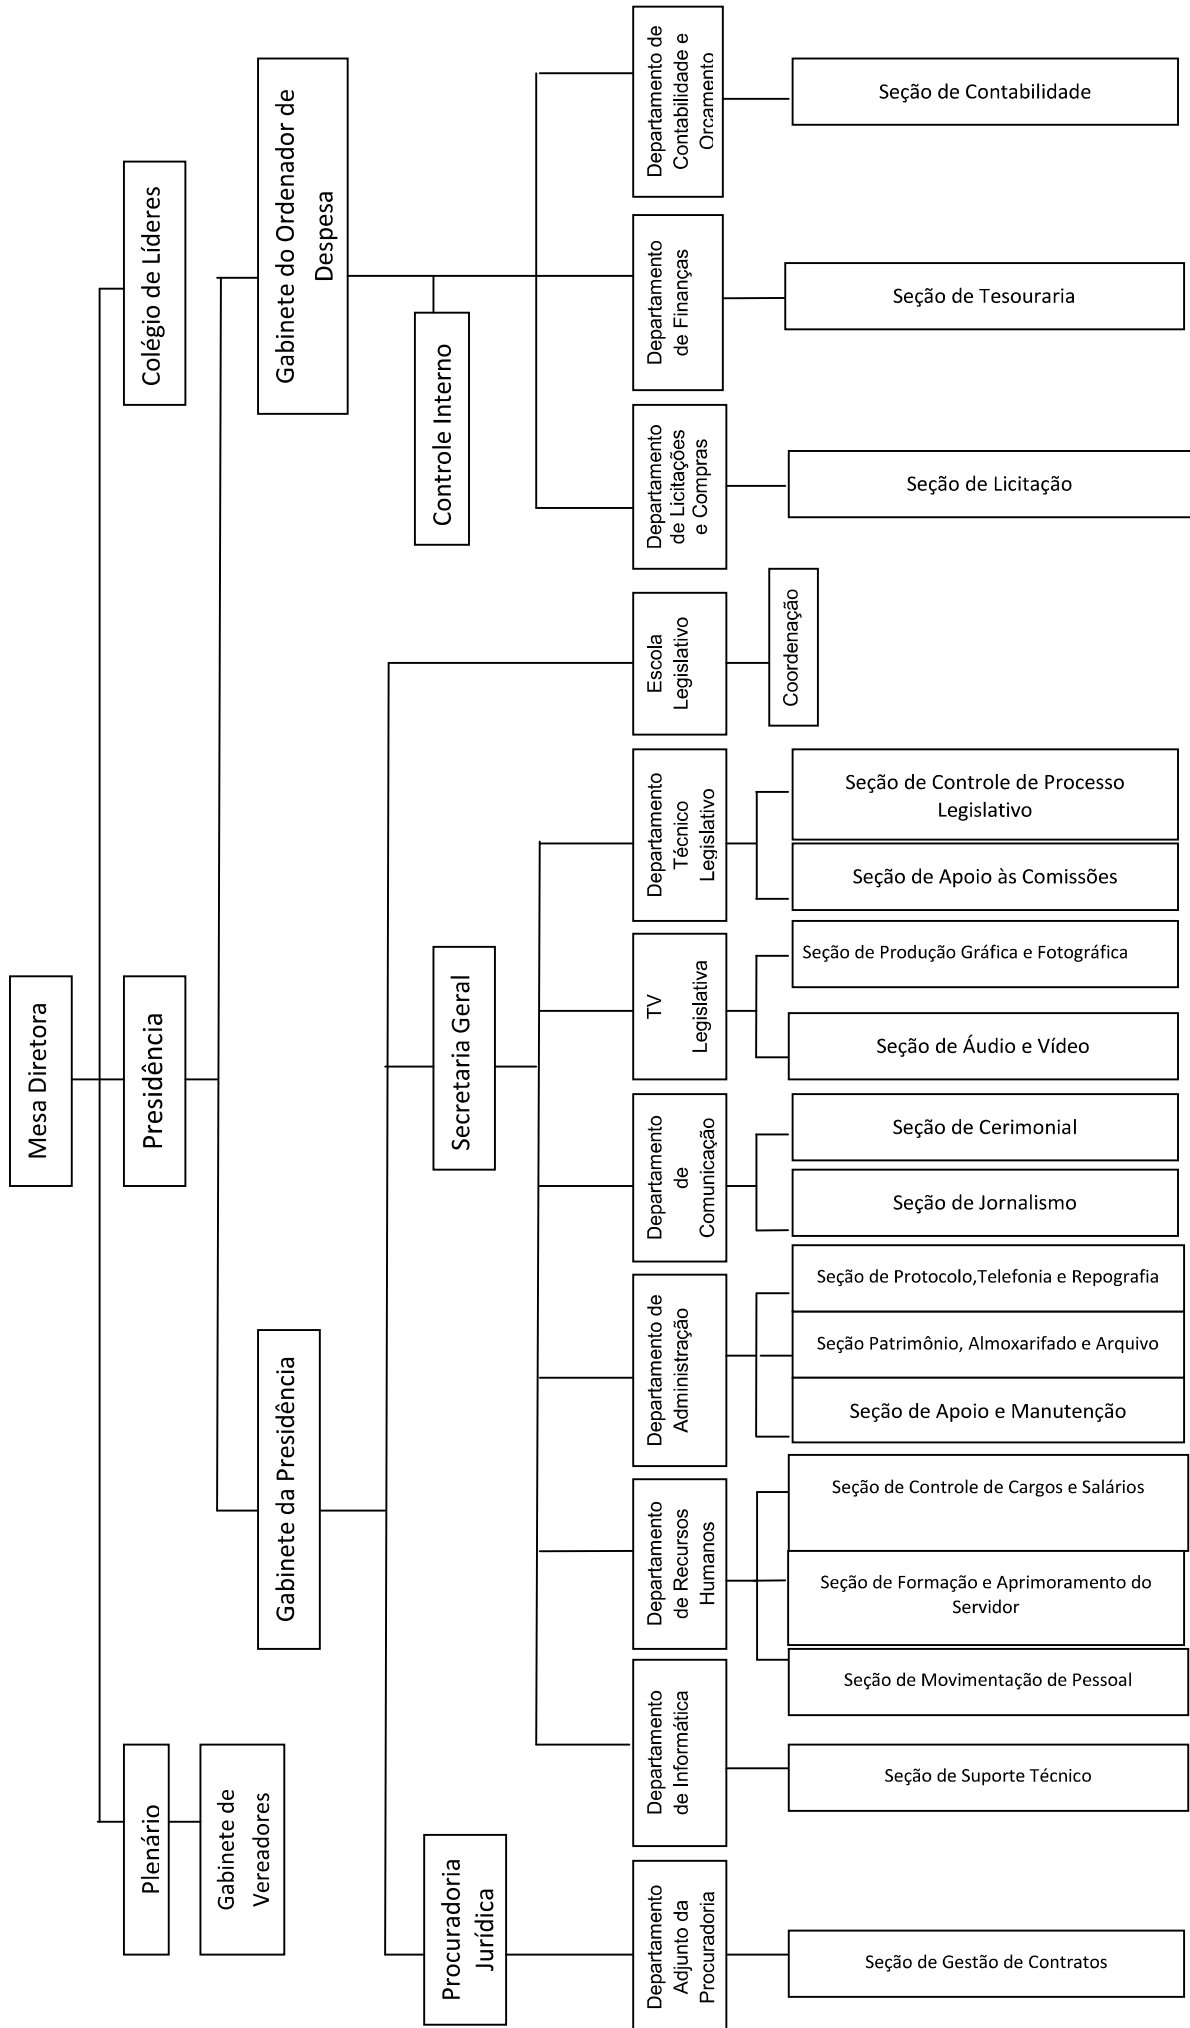 Mesa Diretora
Plenário
Presidência
Colégio de Líderes
Gabinete de
Vereadores
Gabinete da Presidência
Gabinete do Ordenador de
Despesa
Procuradoria
Jurídica
Secretaria Geral
Controle Interno
Departamento
Adjunto da
Procuradoria
Departamento
de Informática
Departamento
de Recursos
Humanos
Departamento de
Administração
Departamento
de
Comunicação
TV
Legislativa
Departamento
Técnico
Legislativo
Escola
Legislativo
Departamento
de Licitações
e Compras
Departamento
de Finanças
Departamento de
Contabilidade e
Orcamento
Seção de Contabilidade
Seção de Tesouraria
Seção de Licitação
Coordenação
Seção de Controle de Processo
Legislativo
Seção de Apoio às Comissões
Seção de Produção Gráfica e Fotográfica
Seção de Áudio e Vídeo
Seção de Cerimonial
Seção de Jornalismo
Seção de Protocolo,Telefonia e Repografia
Seção Patrimônio, Almoxarifado e Arquivo
Seção de Apoio e Manutenção
Seção de Controle de Cargos e Salários
Seção de Formação e Aprimoramento do
Servidor
Seção de Movimentação de Pessoal
Seção de Suporte Técnico
Seção de Gestão de Contratos